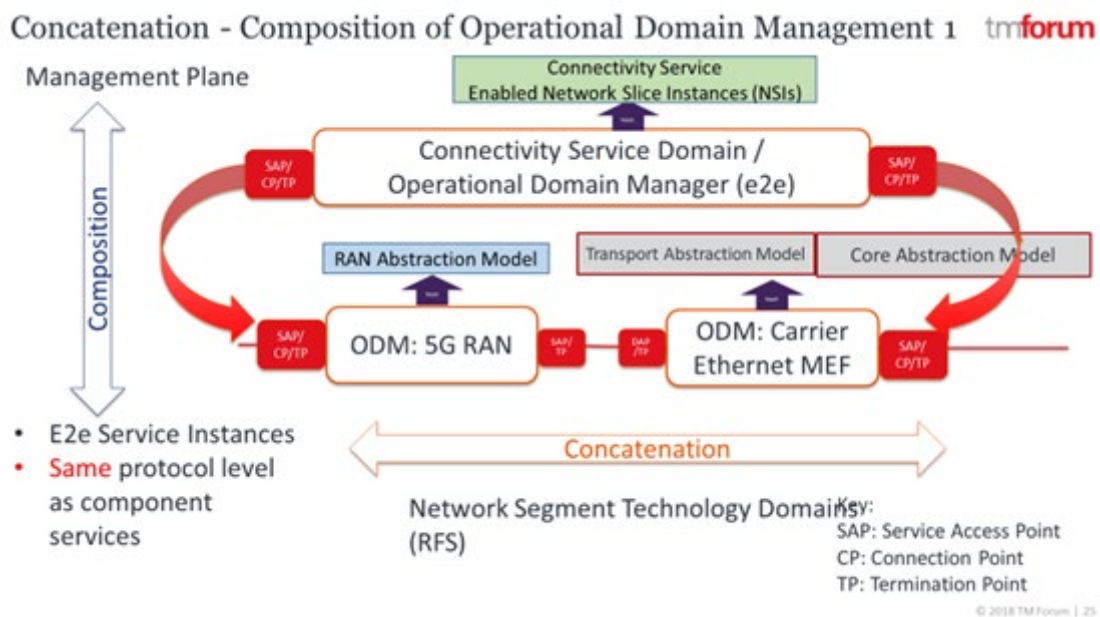 Concatenation - Composition of Operational Domain Management 1
tmforum
Management Plane
Connectivity Service
Enabled Network Slice Instances (NSIs)
SAP/
CP/TP
Connectivity Service Domain /
Operational Domain Manager (e2e)
SAP/
CP/TP
Composition
RAN Abstraction Model
Transport Abstraction Model
Core Abstraction Model
SAP/
CP/TP
ODM: 5G RAN
SAP/
TP
DAP
/TP
ODM: Carrier
Ethernet MEF
SAP/
CP/TP
• E2e Service Instances
• Same protocol level
as component
services
Concatenation
Network Segment Technology Domains
(RFS)
Key:
SAP: Service Access Point
CP: Connection Point
TP: Termination Point
© 2018 TM Forum | 25